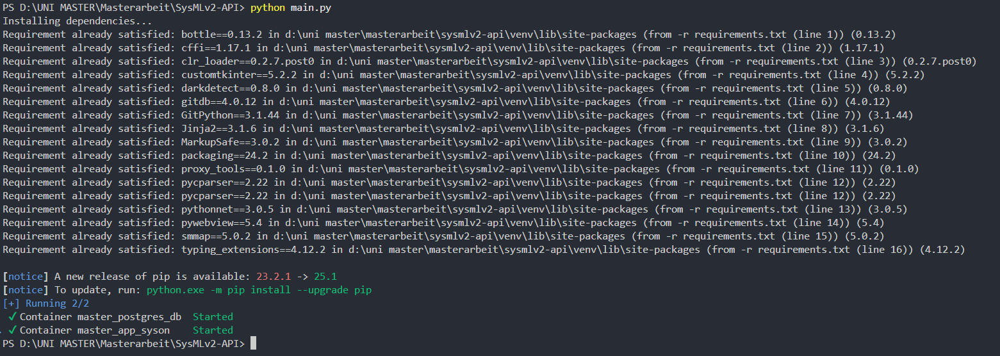 PS D:\UNI MASTER\Masterarbeit\SysMLv2-API> python main.py
Installing dependencies...
Requirement already satisfied: bottle==0.13.2 in d:\uni master\masterarbeit\sysmlv2-api\venv\lib\site-packages (from -r requirements.txt (line 1)) (0.13.2)
Requirement already satisfied: cffi==1.17.1 in d:\uni master\masterarbeit\sysmlv2-api\venv\lib\site-packages (from -r requirements.txt (line 2)) (1.17.1)
Requirement already satisfied: clr_loader==0.2.7.post0 in d:\uni master\masterarbeit\sysmlv2-api\venv\lib\site-packages (from -r requirements.txt (line 3)) (0.2.7.post0)
Requirement already satisfied: customtkinter==5.2.2 in d:\uni master\masterarbeit\sysmlv2-api\venv\lib\site-packages (from -r requirements.txt (line 4)) (5.2.2)
Requirement already satisfied: darkdetect==0.8.0 in d:\uni master\masterarbeit\sysmlv2-api\venv\lib\site-packages (from -r requirements.txt (line 5)) (0.8.0)
Requirement already satisfied: gitdb==4.0.12 in d:\uni master\masterarbeit\sysmlv2-api\venv\lib\site-packages (from -r requirements.txt (line 6)) (4.0.12)
Requirement already satisfied: GitPython==3.1.44 in d:\uni master\masterarbeit\sysmlv2-api\venv\lib\site-packages (from -r requirements.txt (line 7)) (3.1.44)
Requirement already satisfied: Jinja2==3.1.6 in d:\uni master\masterarbeit\sysmlv2-api\venv\lib\site-packages (from -r requirements.txt (line 8)) (3.1.6)
Requirement already satisfied: MarkupSafe==3.0.2 in d:\uni master\masterarbeit\sysmlv2-api\venv\lib\site-packages (from -r requirements.txt (line 9)) (3.0.2)
Requirement already satisfied: packaging==24.2 in d:\uni master\masterarbeit\sysmlv2-api\venv\lib\site-packages (from -r requirements.txt (line 10)) (24.2)
Requirement already satisfied: proxy_tools==0.1.0 in d:\uni master\masterarbeit\sysmlv2-api\venv\lib\site-packages (from -r requirements.txt (line 11)) (0.1.0)
Requirement already satisfied: pycparser==2.22 in d:\uni master\masterarbeit\sysmlv2-api\venv\lib\site-packages (from -r requirements.txt (line 12)) (2.22)
Requirement already satisfied: pycparser==2.22 in d:\uni master\masterarbeit\sysmlv2-api\venv\lib\site-packages (from -r requirements.txt (line 12)) (2.22)
Requirement already satisfied: pythonnet==3.0.5 in d:\uni master\masterarbeit\sysmlv2-api\venv\lib\site-packages (from -r requirements.txt (line 13)) (3.0.5)
Requirement already satisfied: pywebview==5.4 in d:\uni master\masterarbeit\sysmlv2-api\venv\lib\site-packages (from -r requirements.txt (line 14)) (5.4)
Requirement already satisfied: smmap==5.0.2 in d:\uni master\masterarbeit\sysmlv2-api\venv\lib\site-packages (from -r requirements.txt (line 15)) (5.0.2)
Requirement already satisfied: typing_extensions==4.12.2 in d:\uni master\masterarbeit\sysmlv2-api\venv\lib\site-packages (from -r requirements.txt (line 16)) (4.12.2)
[notice] A new release of pip is available: 23.2.1 -> 25.1
[notice] To update, run: python.exe -m pip install --upgrade pip
[+] Running 2/2
✓ Container master_postgres_db Started
✓ Container master_app_syson Started
PS D:\UNI MASTER\Masterarbeit\SysMLv2-API>